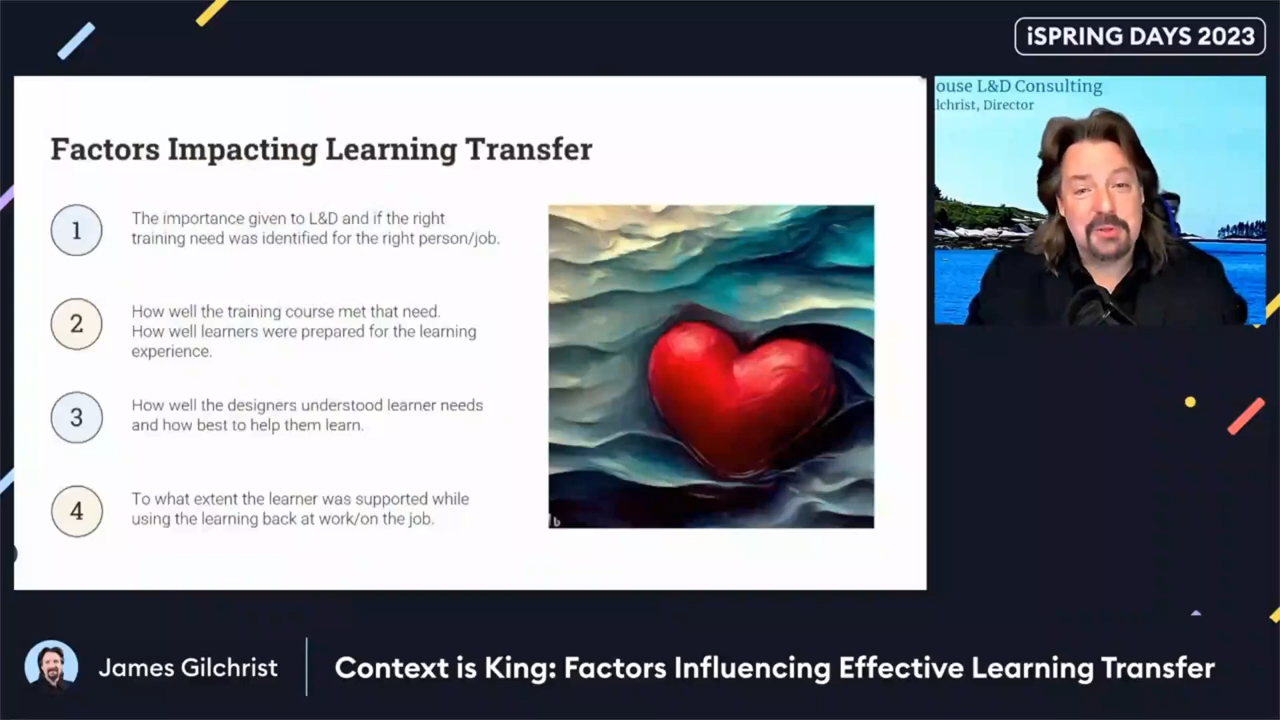 iSPRING DAYS 2023
ouse L&D Consulting
lchrist, Director
Factors Impacting Learning Transfer
1
The importance given to L&D and if the right
training need was identified for the right person/job.
2
How well the training course met that need.
How well learners were prepared for the learning
experience.
3
How well the designers understood learner needs
and how best to help them learn.
4
To what extent the learner was supported while
using the learning back at work/on the job.
b
James Gilchrist
Context is King: Factors Influencing Effective Learning Transfer